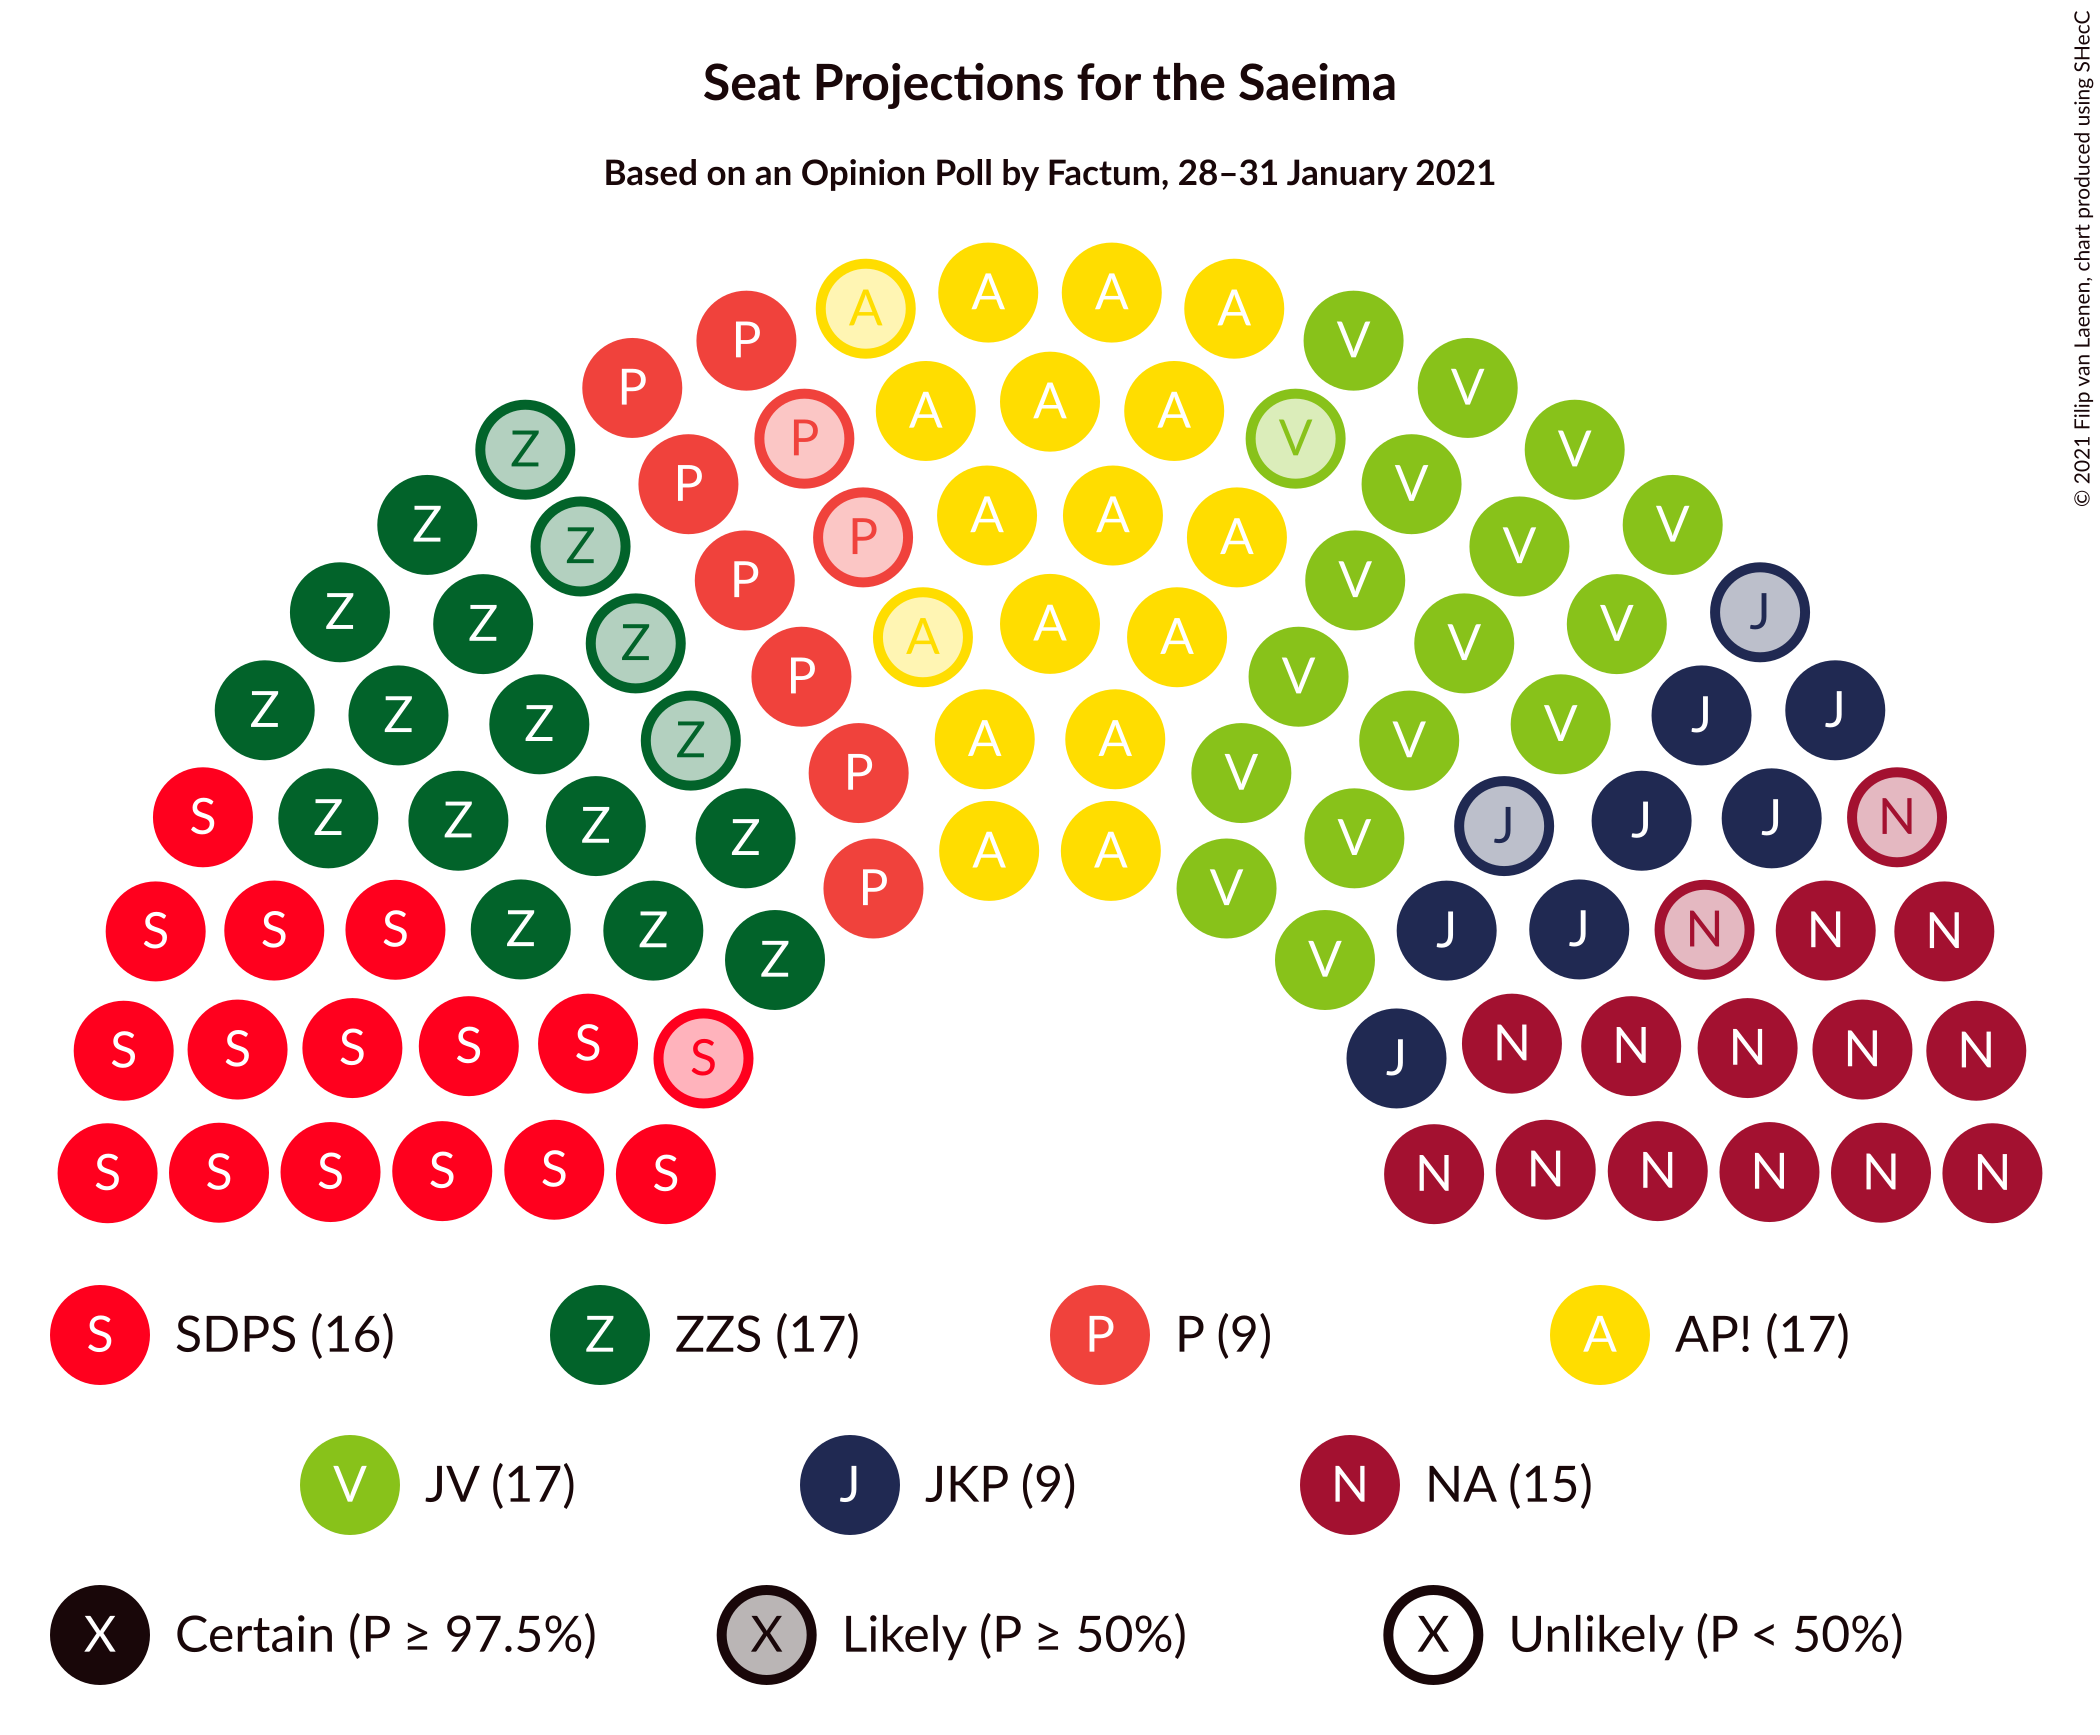 Seat Projections for the Saeima
Based on an Opinion Poll by Factum, 28–31 January 2021
© 2021 Filip van Laenen, chart produced using SHecC
A A
A A
P V
P A A A V
Z P V V
Z P A A A V V
Z P A A A V V
Z P P V V
Z Z A A A V V J
Z Z P V V
Z Z Z A A V V J J
S Z Z Z Z P V V J J J N
A A
S S S Z Z Z P V V J J N N N
S S S S S S J N N N N N
S S S S S S N N N N N N
S SDPS (16) Z ZZS (17) P P (9) A AP! (17)
V JV (17) J JKP (9) N NA (15)
X Certain (P ≥ 97.5%) X Likely (P ≥ 50%) X Unlikely (P < 50%)